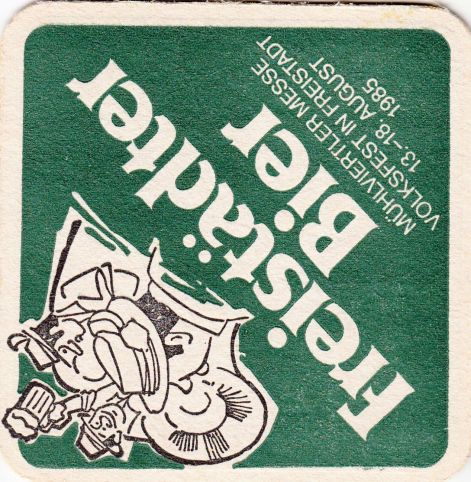 Freistädter
Bier
MÜHLVIERTLER MESSE
VOLKSFEST IN FREISTADT
13.–18. AUGUST
1985